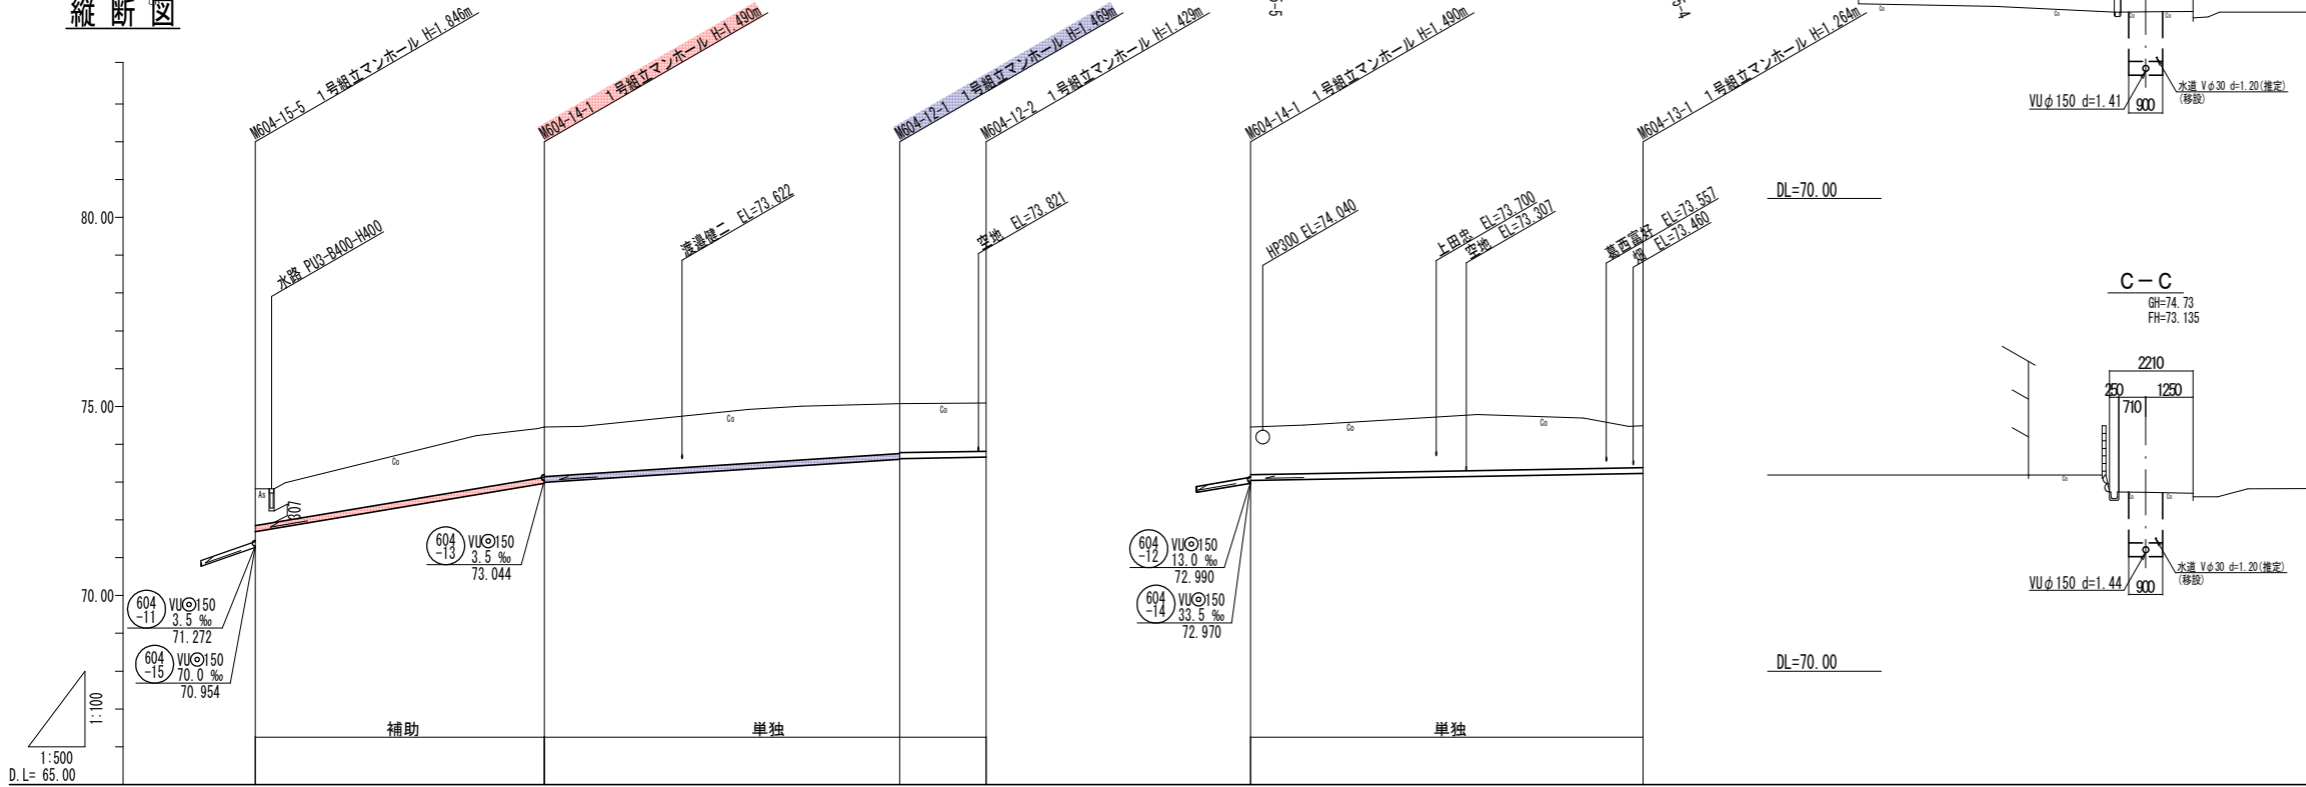 縦断図
M604-15-5　1号組立マンホール H=1.846m
M604-14-1　1号組立マンホール H=1.490m
M604-12-1　1号組立マンホール H=1.469m
M604-12-2　1号組立マンホール H=1.429m
M604-14-1　1号組立マンホール H=1.490m
M604-13-1　1号組立マンホール H=1.264m
水路 PU3-B400-H400
渡邉健二　EL=73.622
空地　EL=73.821
HP300 EL=74.040
上田忠　EL=73.700
空地　EL=73.307
葛西富好　EL=73.557
畑　EL=73.460
80.00
75.00
70.00
As
Co
Co
Co
Co
Co
307
604
-13
VU◎150
3.5 ‰
73.044
604
-11
VU◎150
3.5 ‰
71.272
604
-15
VU◎150
70.0 ‰
70.954
604
-12
VU◎150
13.0 ‰
72.990
604
-14
VU◎150
33.5 ‰
72.970
補助
単独
単独
1:100
1:500
D.L= 65.00
Co
Co
Co
Co
水道 Vφ30 d=1.20(推定)
(移設)
VUφ150 d=1.41
900
DL=70.00
C－C
GH=74.73
FH=73.135
2210
250
1250
710
Co
Co
Co
水道 Vφ30 d=1.20(推定)
(移設)
VUφ150 d=1.44
900
DL=70.00